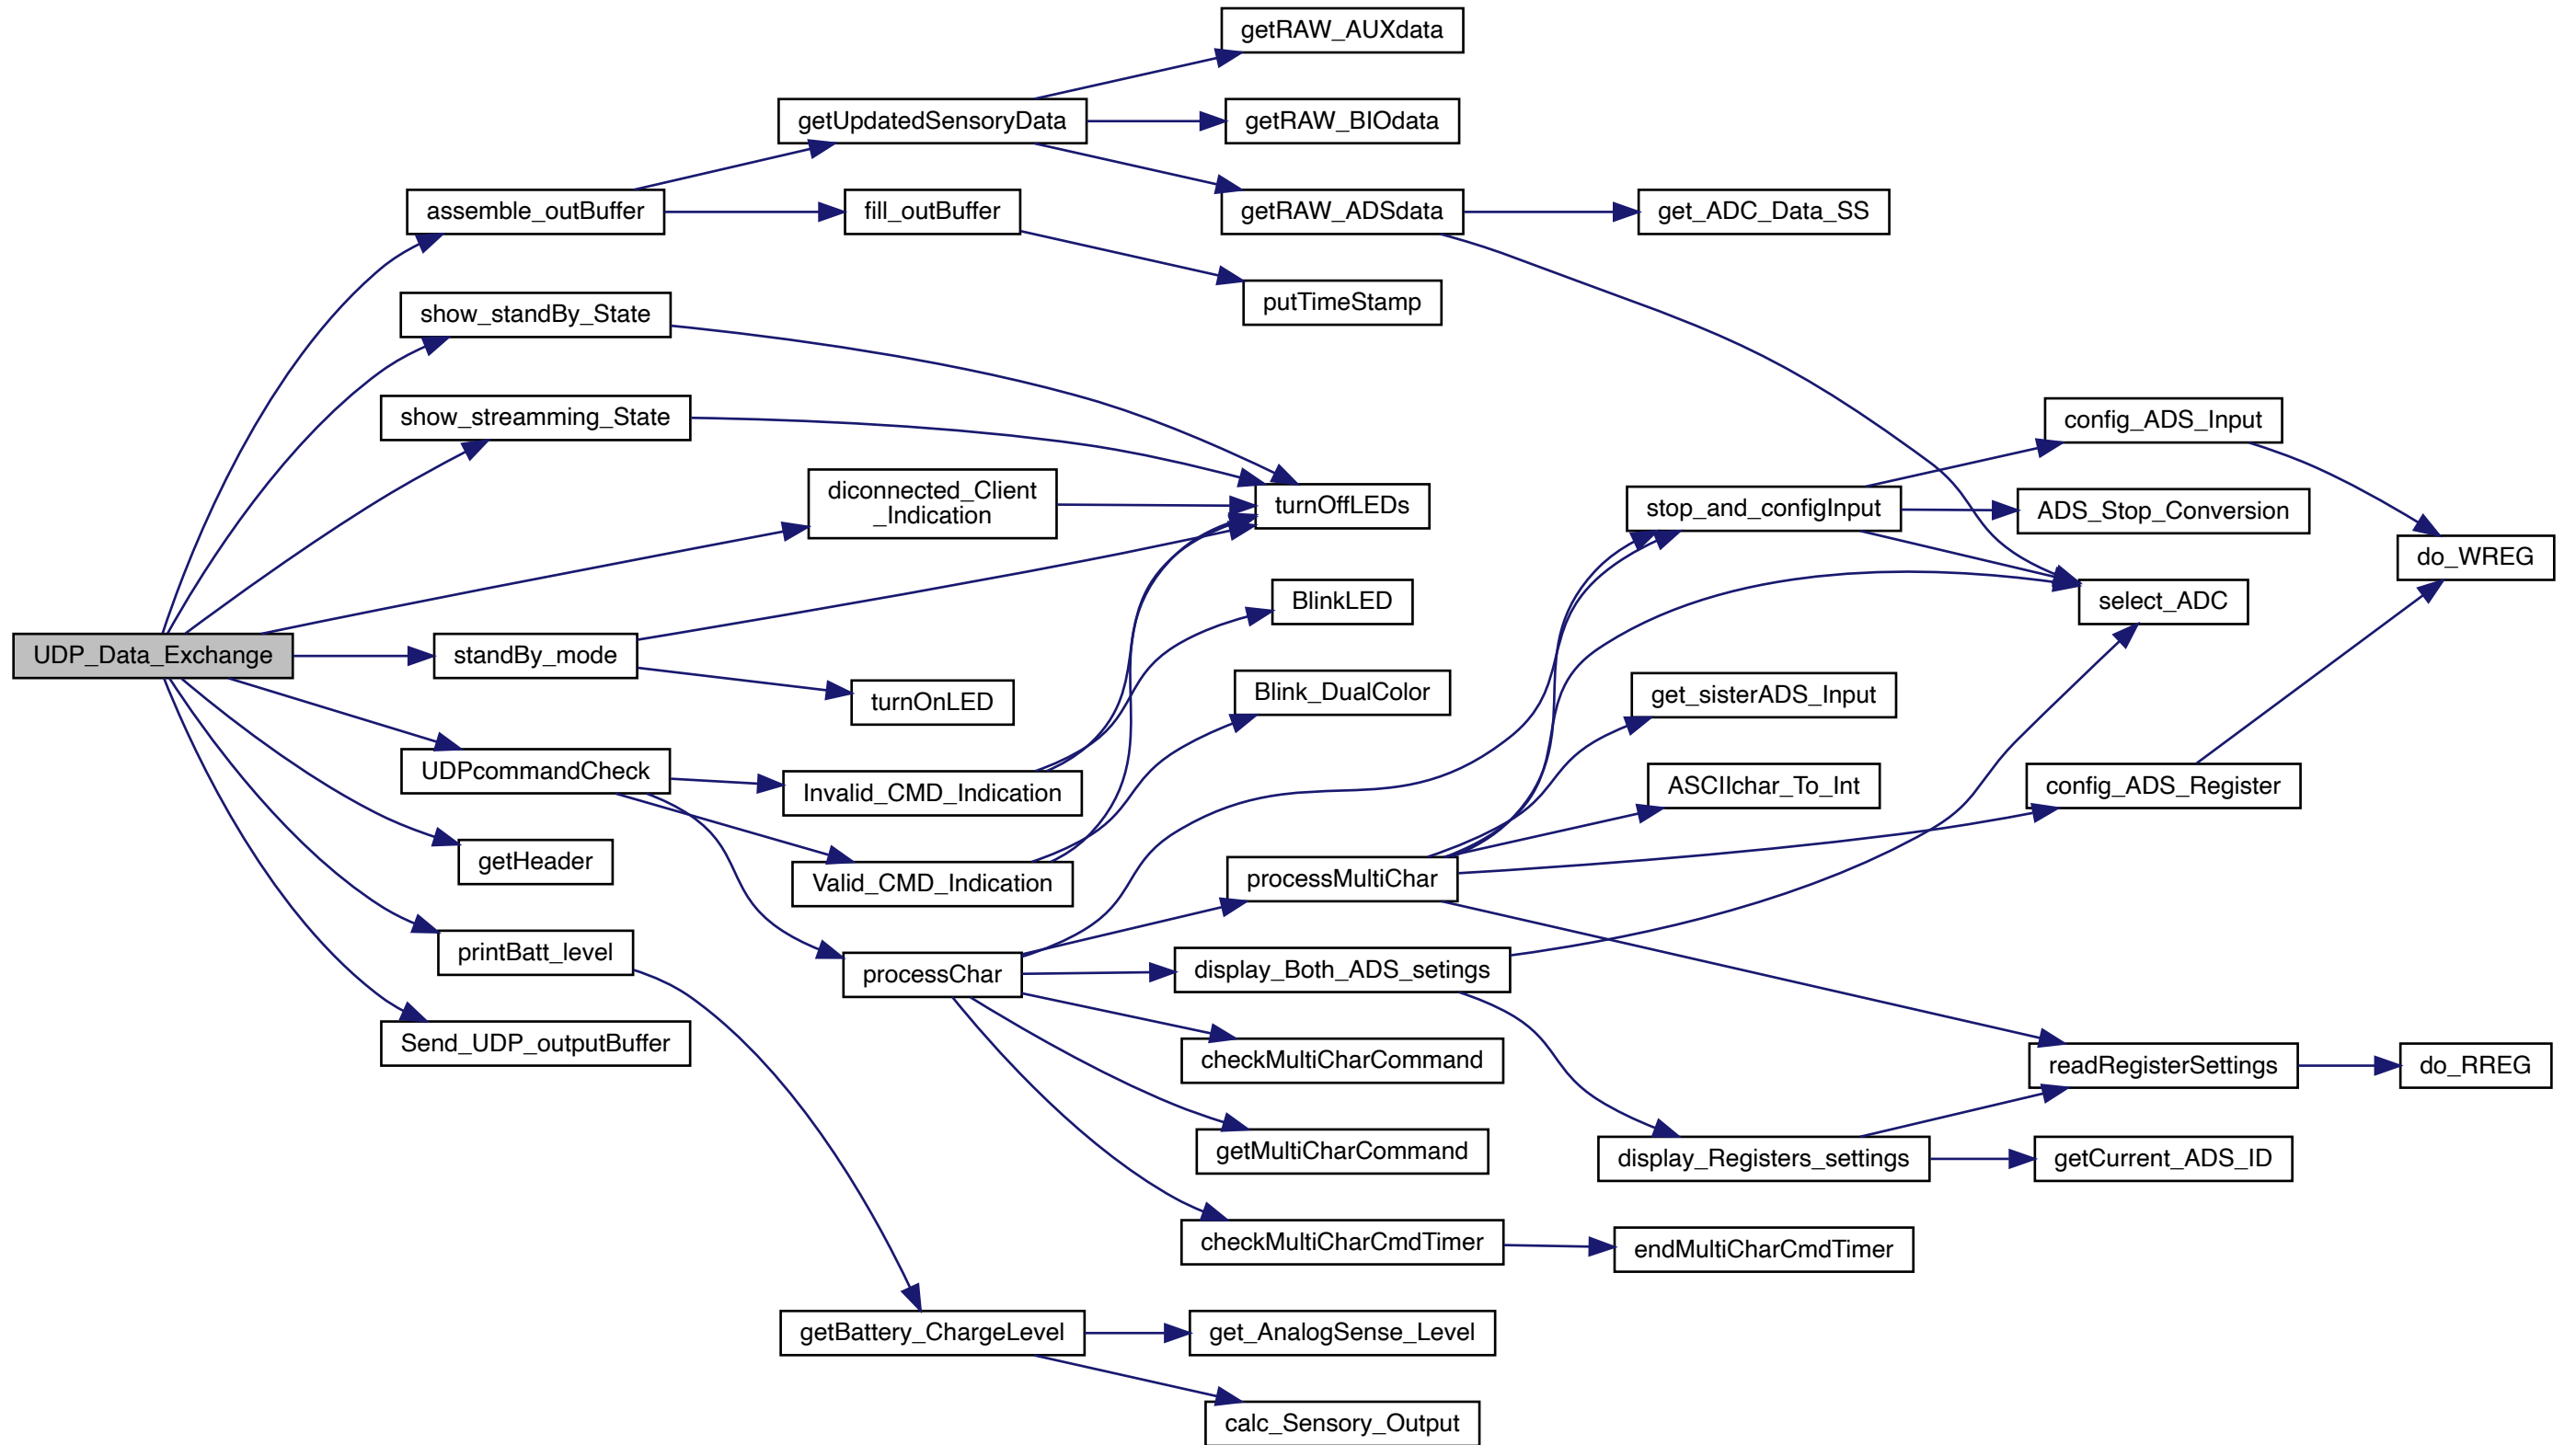 getRAW_AUXdata
getUpdatedSensoryData
getRAW_BIOdata
assemble_outBuffer
fill_outBuffer
getRAW_ADSdata
get_ADC_Data_SS
putTimeStamp
show_standBy_State
show_streamming_State
config_ADS_Input
diconnected_Client
_Indication
turnOffLEDs
stop_and_configInput
ADS_Stop_Conversion
do_WREG
BlinkLED
select_ADC
UDP_Data_Exchange
standBy_mode
turnOnLED
Blink_DualColor
get_sisterADS_Input
UDPcommandCheck
Invalid_CMD_Indication
ASCIIchar_To_Int
config_ADS_Register
getHeader
Valid_CMD_Indication
processMultiChar
printBatt_level
processChar
display_Both_ADS_setings
Send_UDP_outputBuffer
checkMultiCharCommand
readRegisterSettings
do_RREG
getMultiCharCommand
display_Registers_settings
getCurrent_ADS_ID
checkMultiCharCmdTimer
endMultiCharCmdTimer
getBattery_ChargeLevel
get_AnalogSense_Level
calc_Sensory_Output